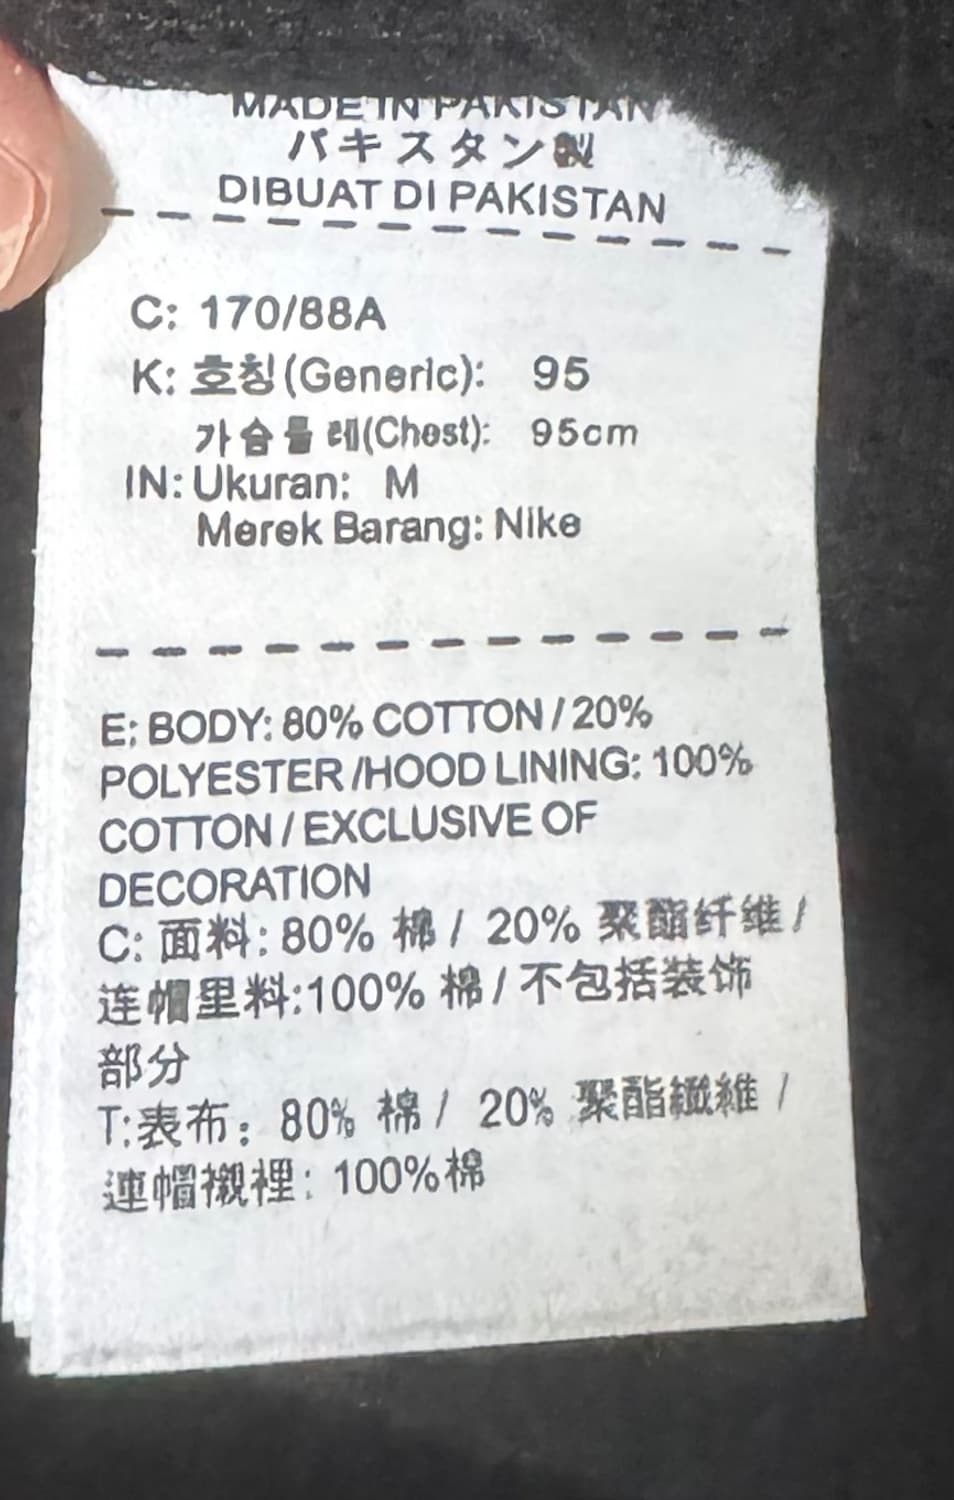 MADE IN PAKISTAN
パキスタン製
DIBUAT DI PAKISTAN
C: 170/88A
K: 호칭(Generic): 95
가슴둘레(Chest): 95cm
IN: Ukuran: M
Merek Barang: Nike
E: BODY: 80% COTTON / 20%
POLYESTER /HOOD LINING: 100%
COTTON / EXCLUSIVE OF
DECORATION
C: 面料: 80% 棉 / 20% 聚酯纤维 /
连帽里料:100% 棉 / 不包括装饰
部分
T:表布: 80% 棉 / 20% 聚酯纖維 /
連帽襯裡: 100%棉